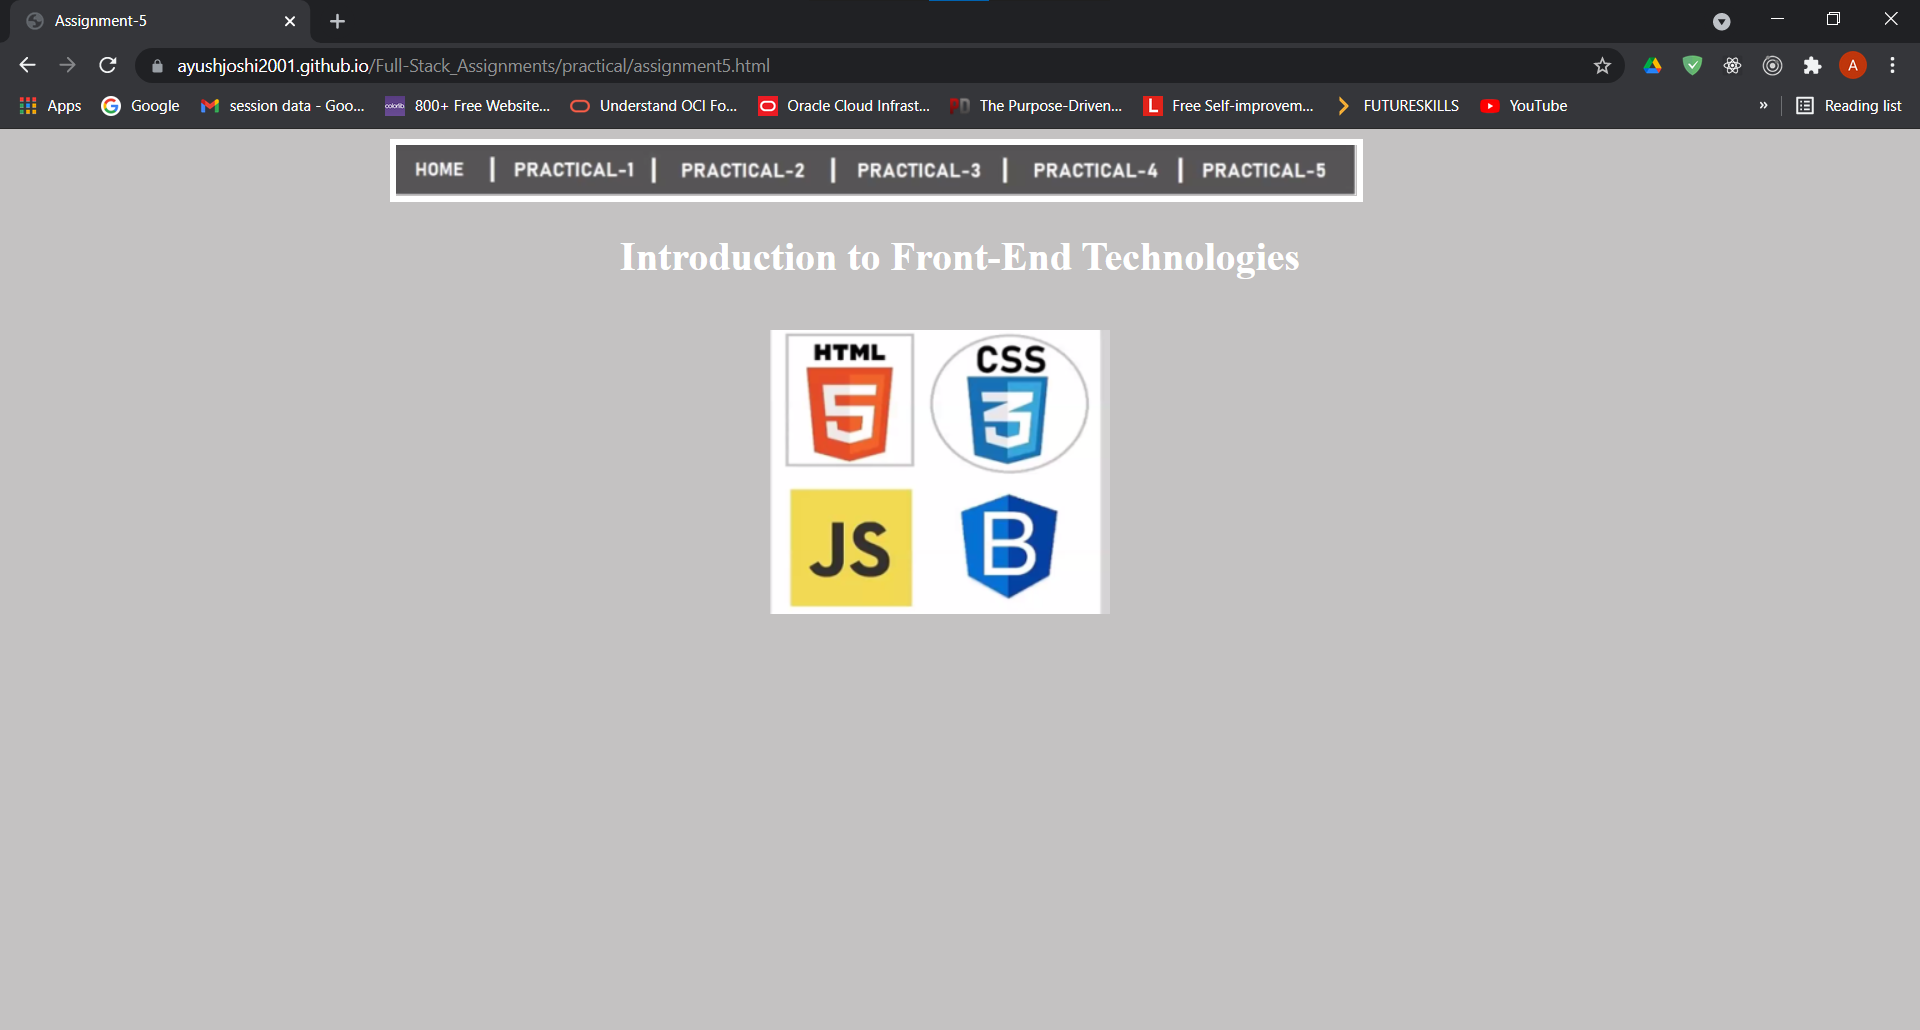 Assignment-5
ayushjoshi2001.github.io/Full-Stack_Assignments/practical/assignment5.html
A
Apps Google session data - Goo... colorlib 800+ Free Website... Understand OCI Fo... Oracle Cloud Infrast... PD The Purpose-Driven... L Free Self-improvem... FUTURESKILLS YouTube » Reading list
HOME | PRACTICAL-1 | PRACTICAL-2 | PRACTICAL-3 | PRACTICAL-4 | PRACTICAL-5
Introduction to Front-End Technologies
HTML CSS
5 3
JS B